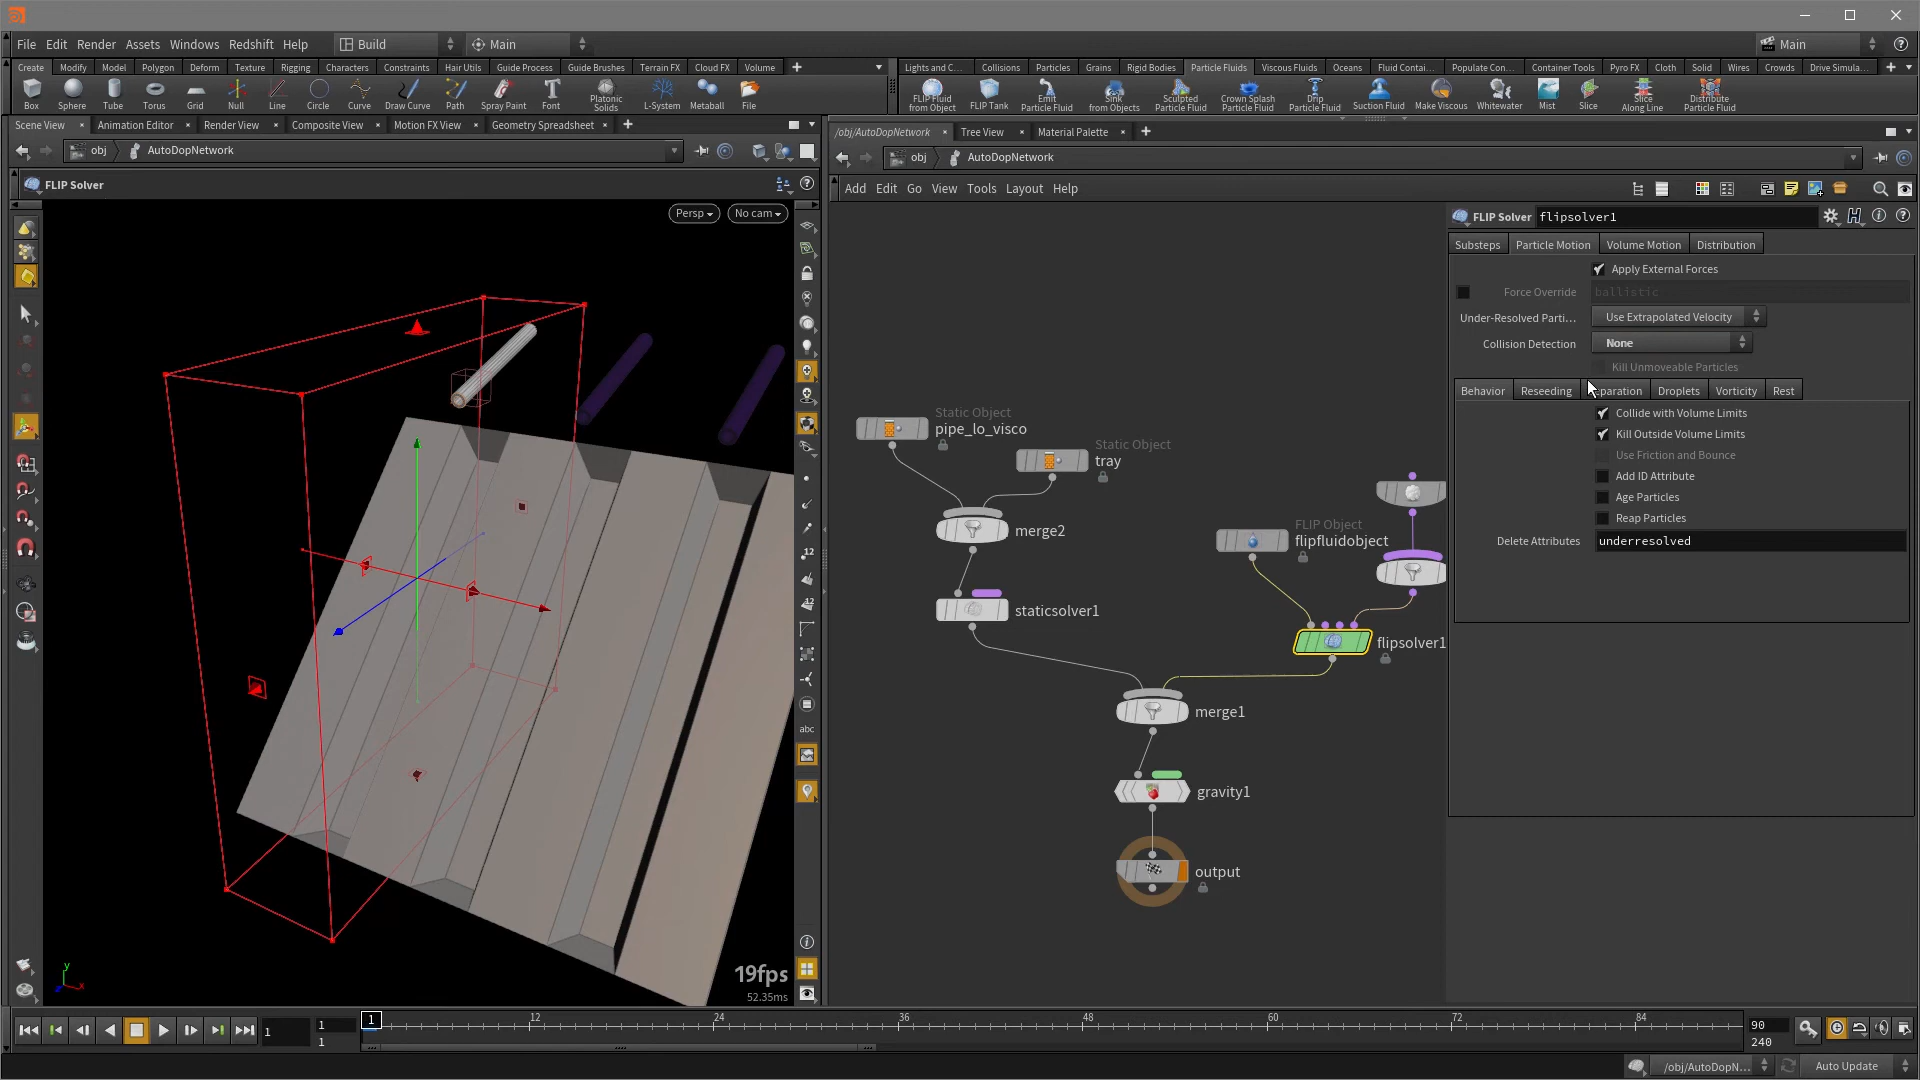 File Edit Render Assets Windows Redshift Help Build Main Main
Create Modify Model Polygon Deform Texture Rigging Characters Constraints Hair Utils Guide Process Guide Brushes Terrain FX Cloud FX Volume
Lights and C... Collisions Particles Grains Rigid Bodies Particle Fluids Viscous Fluids Oceans Fluid Contai... Populate Con... Container Tools Pyro FX Cloth Solid Wires Crowds Drive Simula...
Box Sphere Tube Torus Grid Null Line Circle Curve Draw Curve Path Spray Paint Font Platonic Solids L-System Metaball File
FLIP Fluid from Object FLIP Tank Emit Particle Fluid Sink from Objects Sculpted Particle Fluid Crown Splash Particle Fluid Drip Particle Fluid Suction Fluid Make Viscous Whitewater Mist Slice Slice Along Line Distribute Particle Fluid
Scene View Animation Editor Render View Composite View Motion FX View Geometry Spreadsheet
/obj/AutoDopNetwork Tree View Material Palette
obj AutoDopNetwork
obj AutoDopNetwork
FLIP Solver
Add Edit Go View Tools Layout Help
Persp No cam
FLIP Solver flipsolver1
Substeps Particle Motion Volume Motion Distribution
Apply External Forces
Force Override ballistic
Under-Resolved Parti... Use Extrapolated Velocity
Collision Detection None
Kill Unmoveable Particles
Behavior Reseeding paration Droplets Vorticity Rest
Collide with Volume Limits
Kill Outside Volume Limits
Use Friction and Bounce
Add ID Attribute
Age Particles
Reap Particles
Delete Attributes underresolved
Static Object
pipe_lo_visco
Static Object
tray
merge2
FLIP Object
flipfluidobject
staticsolver1
flipsolver1
merge1
gravity1
output
12
12
abc
19fps
52.35ms
y
z x
1 1 1
1 12 24 36 48 60 72 84
90
240
/obj/AutoDopN... Auto Update